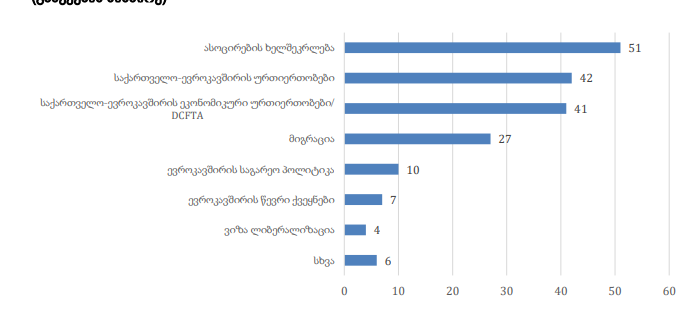 ასოცირების ხელშეკრლება 51
საქართველო-ევროკავშირის ურთიერთობები 42
საქართველო-ევროკავშირის ეკონომიკური ურთიერთობები/
DCFTA 41
მიგრაცია 27
ევროკავშირის საგარეო პოლიტიკა 10
ევროკავშირის წევრი ქვეყნები 7
ვიზა ლიბერალიზაცია 4
სხვა 6
0 10 20 30 40 50 60